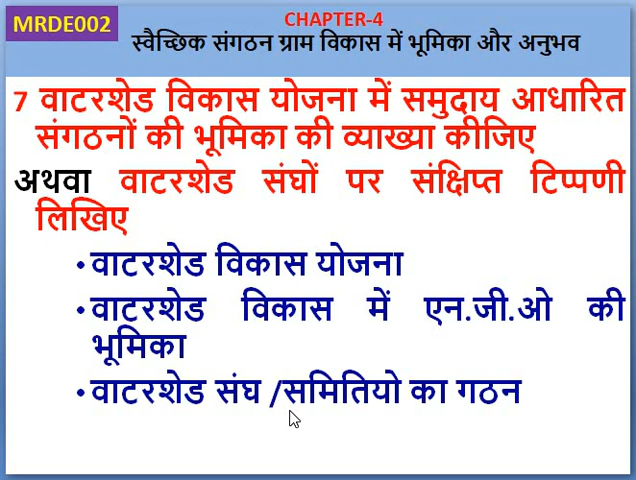 MRDE002
CHAPTER-4
स्वैच्छिक संगठन ग्राम विकास में भूमिका और अनुभव
7 वाटरशेड विकास योजना में समुदाय आधारित
संगठनों की भूमिका की व्याख्या कीजिए
अथवा वाटरशेड संघों पर संक्षिप्त टिप्पणी
लिखिए
• वाटरशेड विकास योजना
• वाटरशेड विकास में एन.जी.ओ की
भूमिका
• वाटरशेड संघ /समितियो का गठन